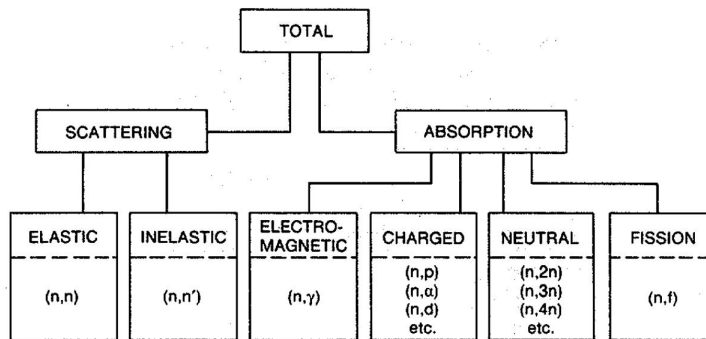 TOTAL
SCATTERING
ABSORPTION
ELASTIC
(n,n)
INELASTIC
(n,n′)
ELECTRO-
MAGNETIC
(n,γ)
CHARGED
(n,p)
(n,α)
(n,d)
etc.
NEUTRAL
(n,2n)
(n,3n)
(n,4n)
etc.
FISSION
(n,f)